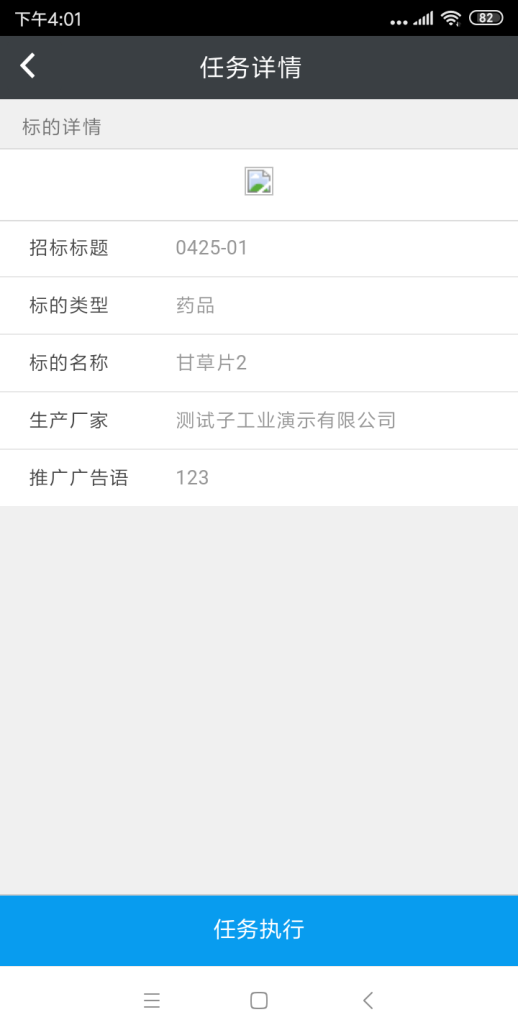 下午4:01
82
任务详情
标的详情
招标标题 0425-01
标的类型 药品
标的名称 甘草片2
生产厂家 测试子工业演示有限公司
推广广告语 123
任务执行